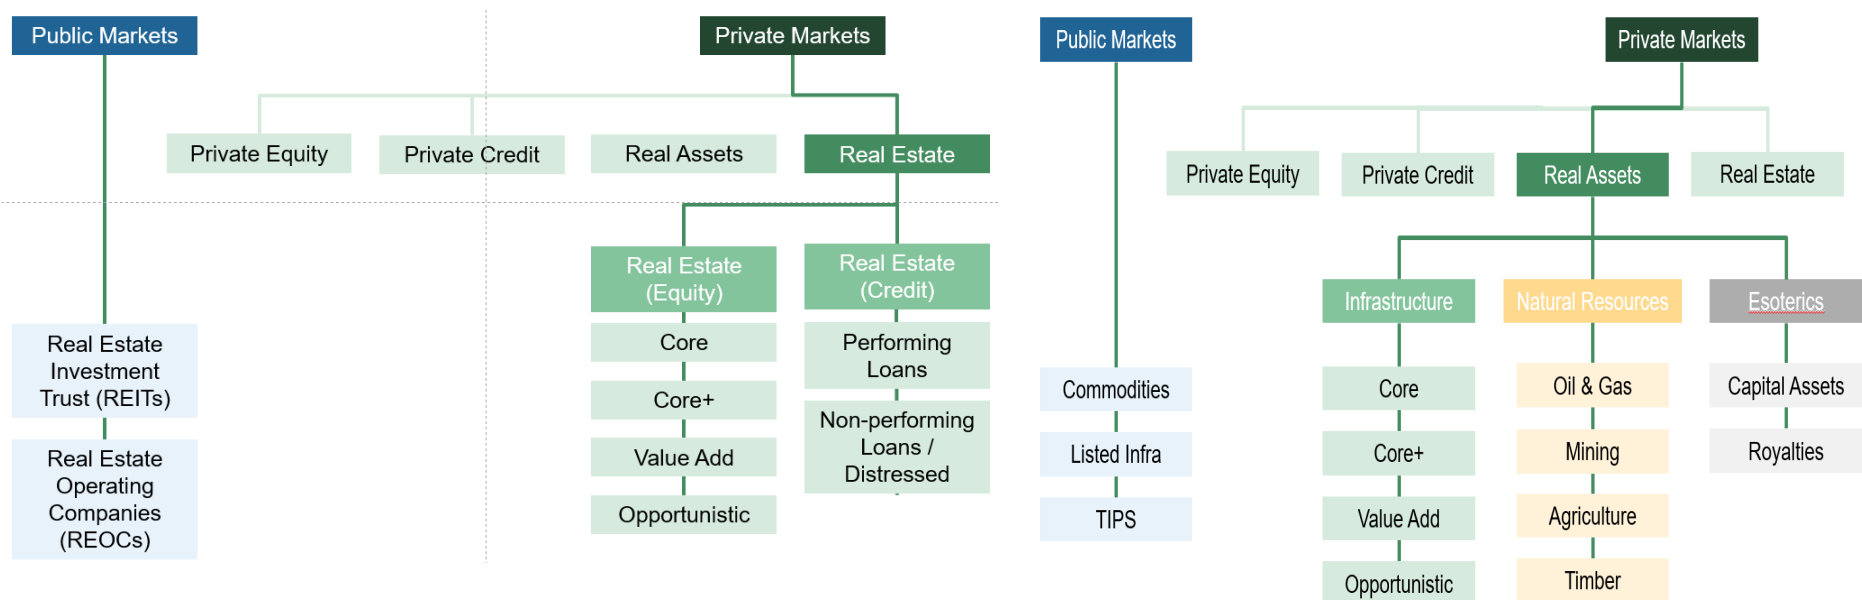 Public Markets
Private Markets
Private Equity
Private Credit
Real Assets
Real Estate
Real Estate
(Equity)
Real Estate
(Credit)
Core
Core+
Value Add
Opportunistic
Performing
Loans
Non-performing
Loans /
Distressed
Real Estate
Investment
Trust (REITs)
Real Estate
Operating
Companies
(REOCs)
Public Markets
Private Markets
Private Equity
Private Credit
Real Assets
Real Estate
Infrastructure
Natural Resources
Esoterics
Commodities
Listed Infra
TIPS
Core
Core+
Value Add
Opportunistic
Oil & Gas
Mining
Agriculture
Timber
Capital Assets
Royalties